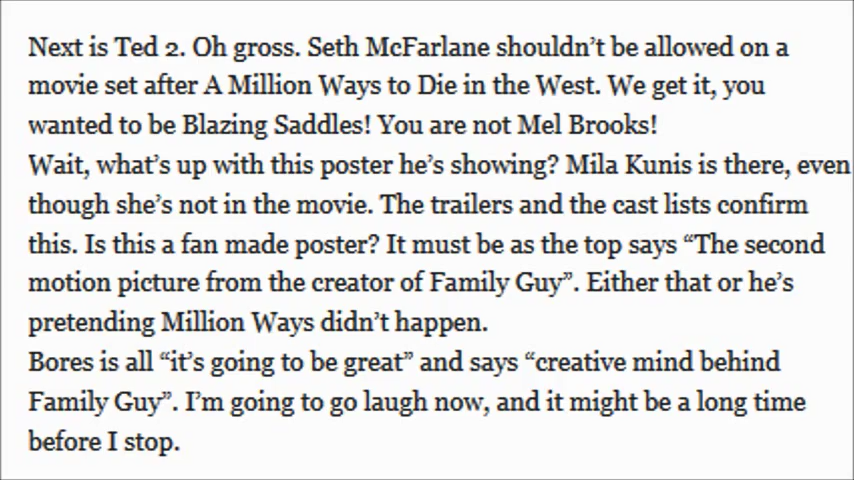 Next is Ted 2. Oh gross. Seth McFarlane shouldn’t be allowed on a
movie set after A Million Ways to Die in the West. We get it, you
wanted to be Blazing Saddles! You are not Mel Brooks!
Wait, what’s up with this poster he’s showing? Mila Kunis is there, even
though she’s not in the movie. The trailers and the cast lists confirm
this. Is this a fan made poster? It must be as the top says “The second
motion picture from the creator of Family Guy”. Either that or he’s
pretending Million Ways didn’t happen.
Bores is all “it’s going to be great” and says “creative mind behind
Family Guy”. I’m going to go laugh now, and it might be a long time
before I stop.